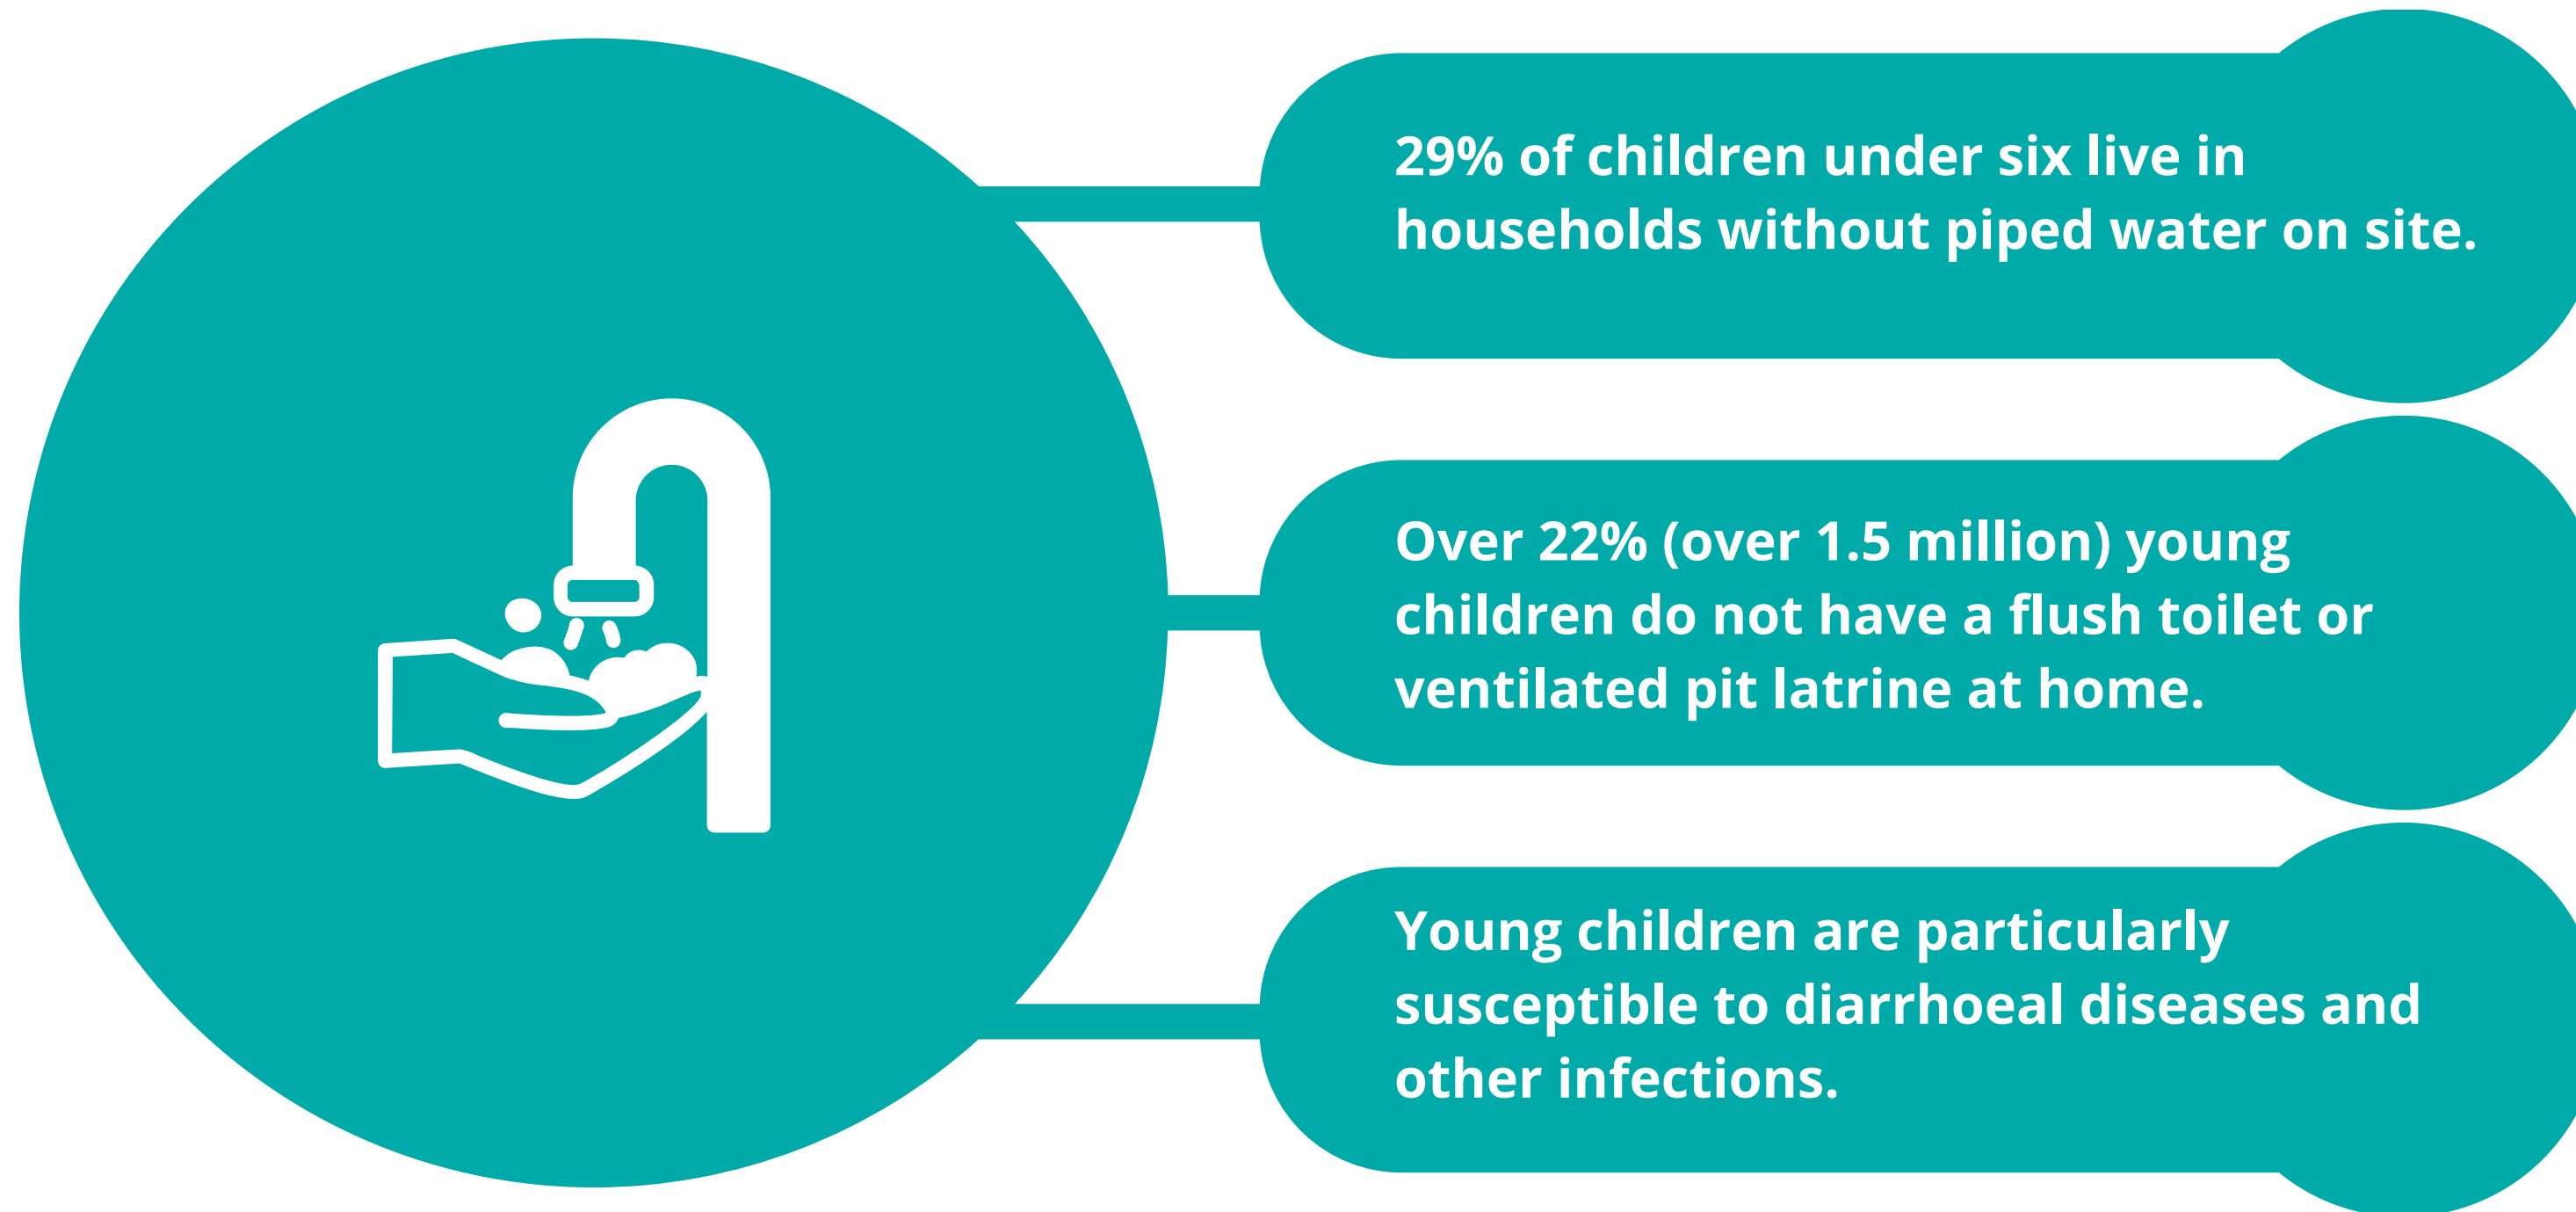 29% of children under six live in
households without piped water on site.
Over 22% (over 1.5 million) young
children do not have a flush toilet or
ventilated pit latrine at home.
Young children are particularly
susceptible to diarrhoeal diseases and
other infections.